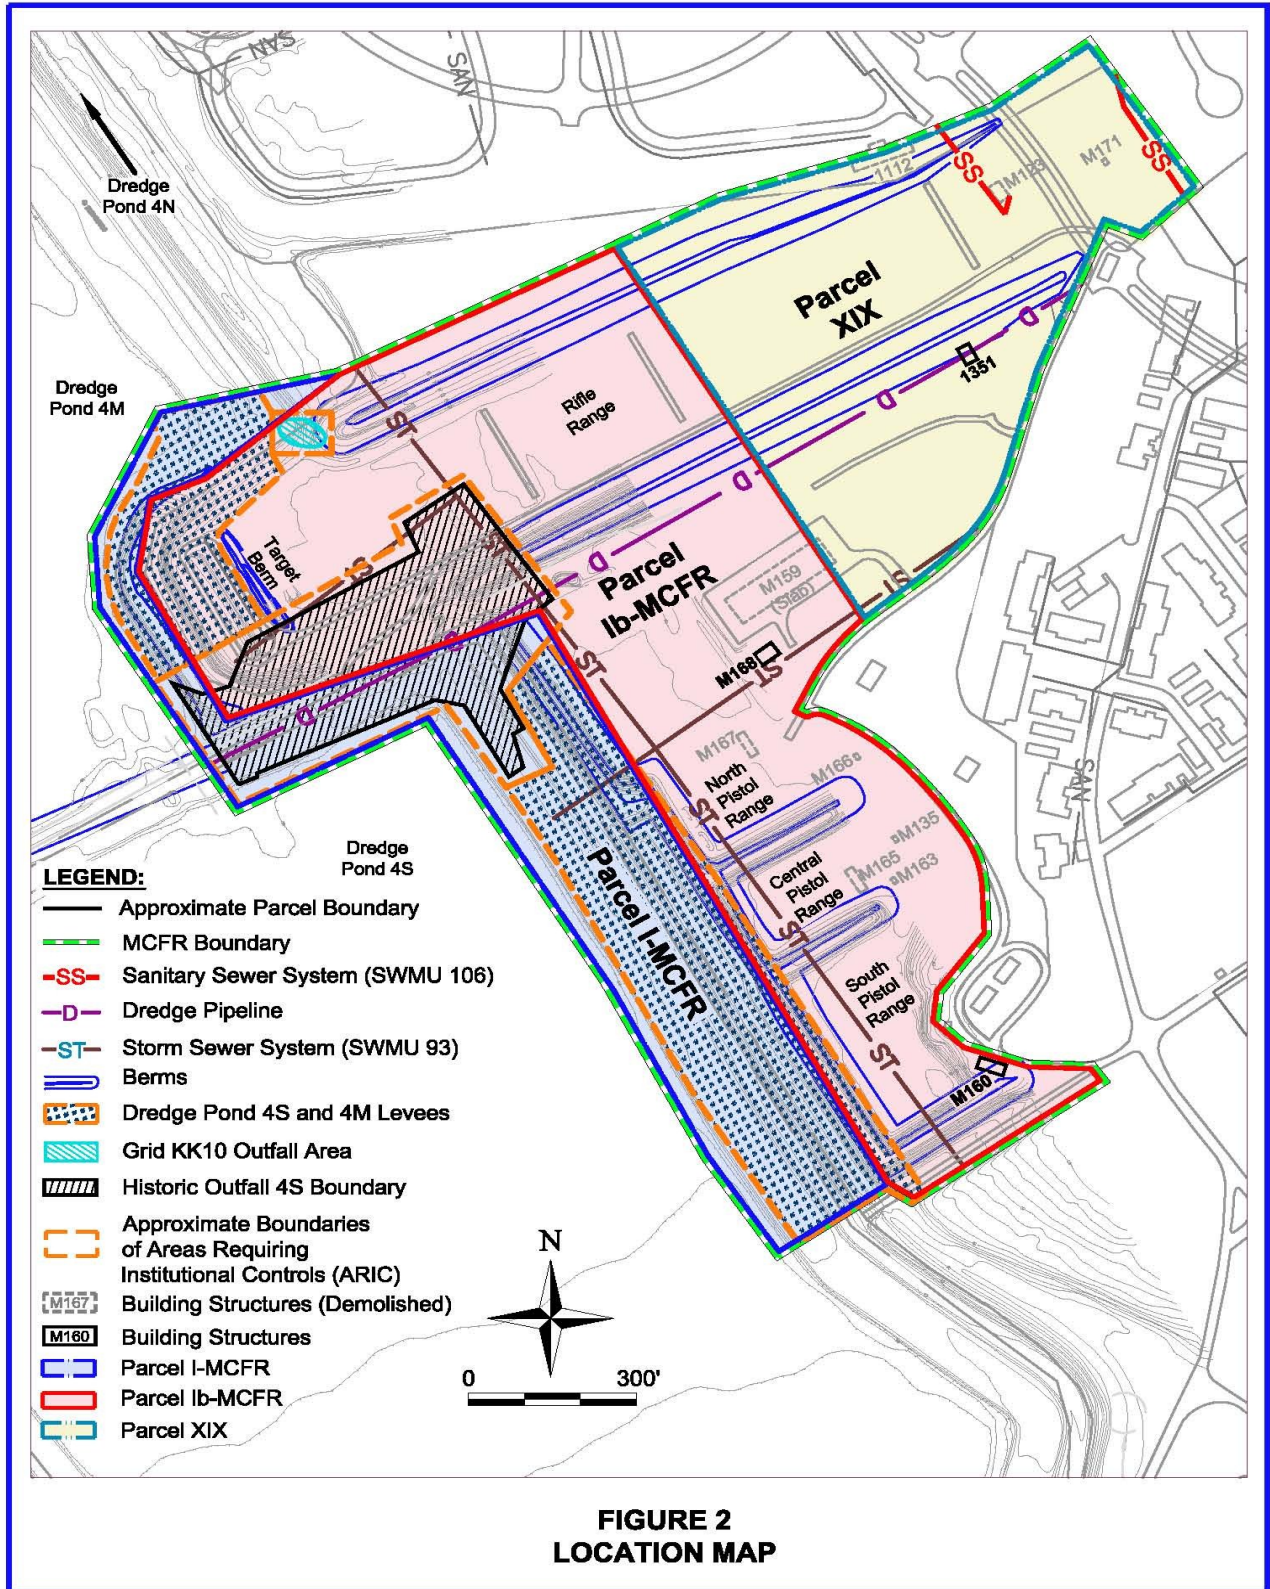 SAN
SAN
Dredge
Pond 4N
1112
SS
M123
M171
SS
Parcel
XIX
D
1351
D
Dredge
Pond 4M
ST
Rifle
Range
D
Target
Berm
D
Parcel
Ib-MCFR
M159
(Slab)
ST
ST
M168
ST
D
M167
North
Pistol
Range
M166
SAN
ST
M135
Central
Pistol
Range
M165
M163
ST
Parcel I-MCFR
South
Pistol
Range
ST
M160
Dredge
Pond 4S
LEGEND:
Approximate Parcel Boundary
MCFR Boundary
SS Sanitary Sewer System (SWMU 106)
D Dredge Pipeline
ST Storm Sewer System (SWMU 93)
Berms
Dredge Pond 4S and 4M Levees
Grid KK10 Outfall Area
Historic Outfall 4S Boundary
Approximate Boundaries
of Areas Requiring
Institutional Controls (ARIC)
M167 Building Structures (Demolished)
M160 Building Structures
Parcel I-MCFR
Parcel Ib-MCFR
Parcel XIX
N
0 300'
FIGURE 2
LOCATION MAP